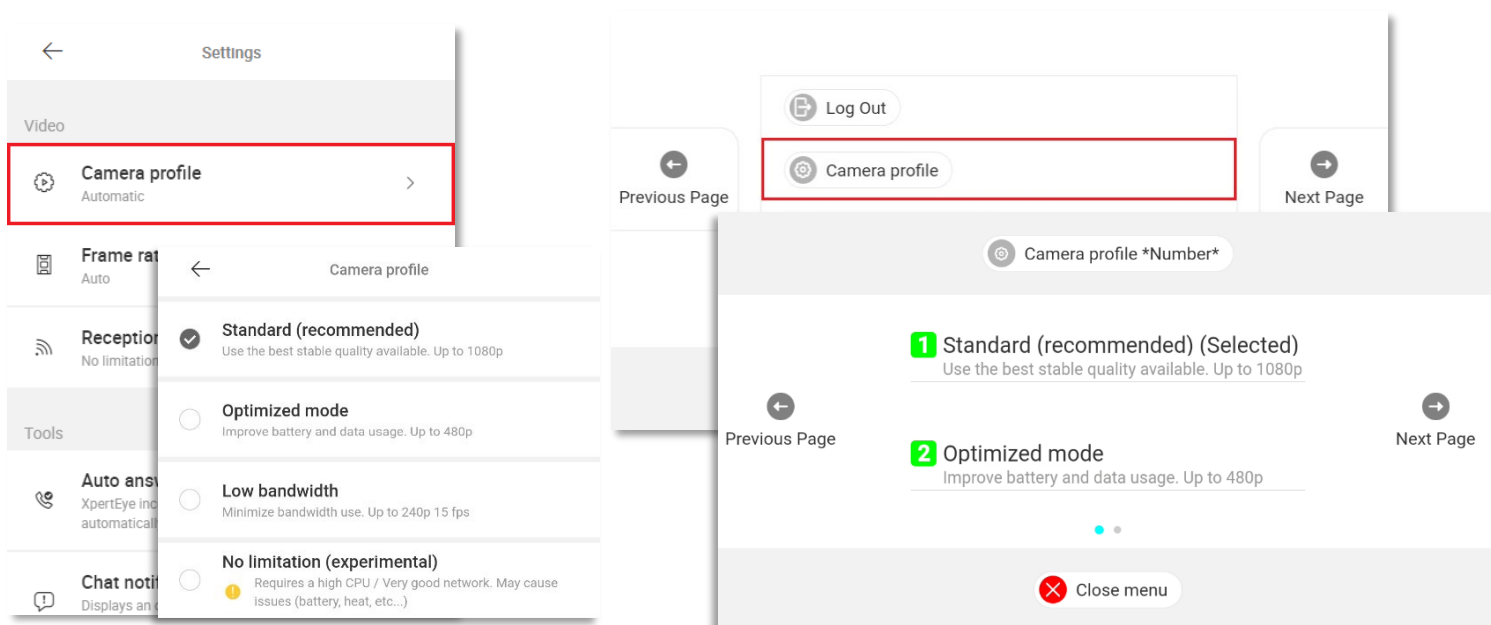 Settings
Video
Camera profile
Automatic
Frame rat
Auto
Reception
No limitation
Tools
Auto answ
XpertEye inc
automaticall
Chat notif
Displays an
Camera profile
Standard (recommended)
Use the best stable quality available. Up to 1080p
Optimized mode
Improve battery and data usage. Up to 480p
Low bandwidth
Minimize bandwidth use. Up to 240p 15 fps
No limitation (experimental)
Requires a high CPU / Very good network. May cause
issues (battery, heat, etc...)
Log Out
Camera profile
Previous Page
Next Page
Camera profile *Number*
1 Standard (recommended) (Selected)
Use the best stable quality available. Up to 1080p
Previous Page
Next Page
2 Optimized mode
Improve battery and data usage. Up to 480p
Close menu